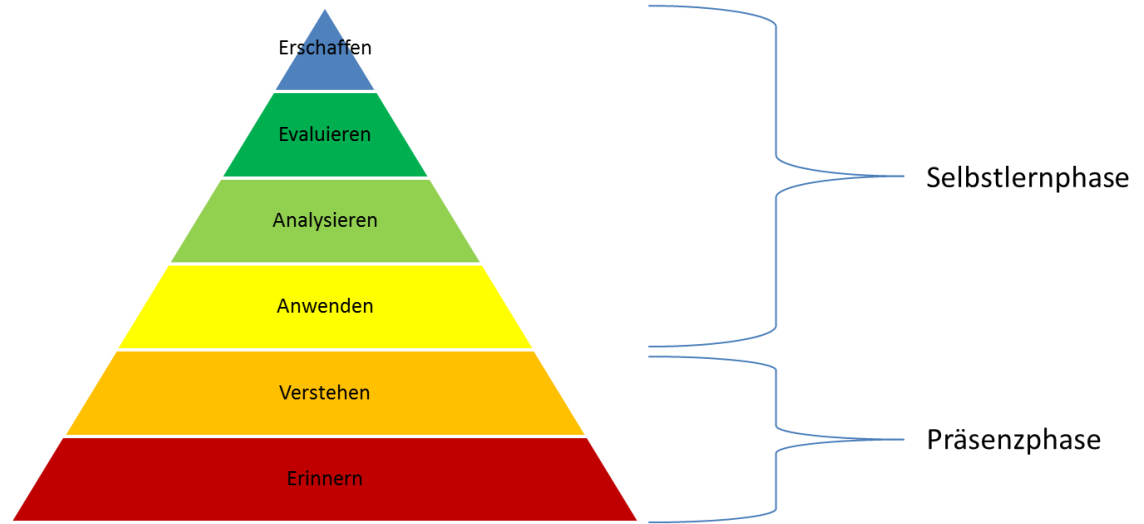 Erschaffen
Evaluieren
Analysieren
Anwenden
Verstehen
Erinnern
Selbstlernphase
Präsenzphase